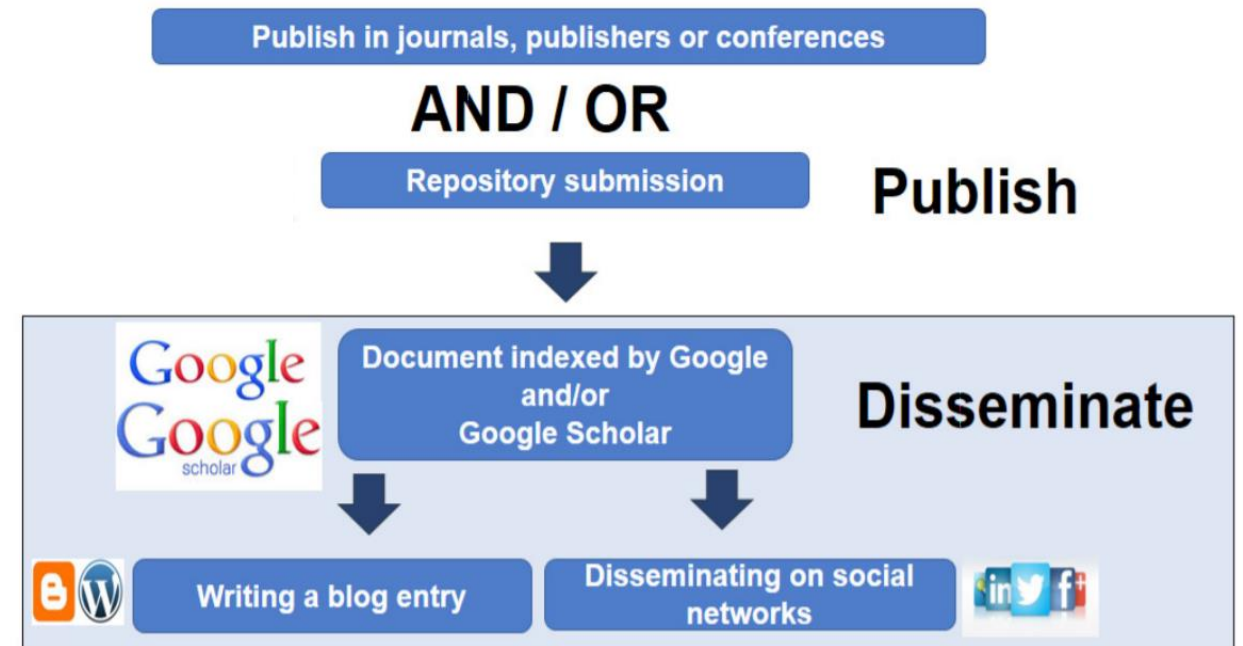 Publish in journals, publishers or conferences
AND / OR
Repository submission
Publish
Google
Google
scholar
Document indexed by Google
and/or
Google Scholar
Disseminate
B
W
Writing a blog entry
Disseminating on social
networks
in
f
+